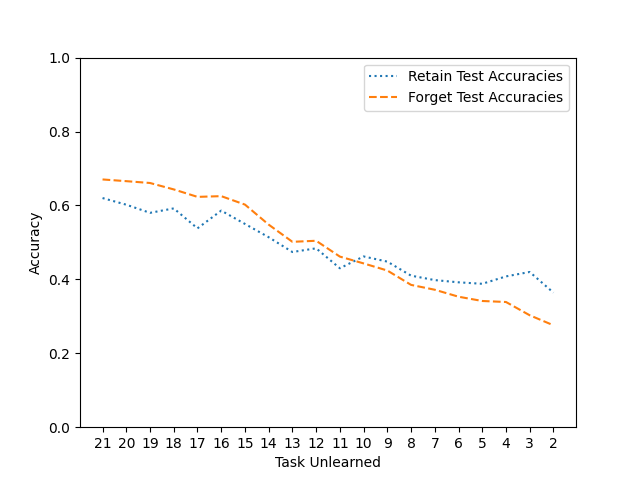 1.0
0.8
0.6
0.4
0.2
0.0
Accuracy
Retain Test Accuracies
Forget Test Accuracies
21 20 19 18 17 16 15 14 13 12 11 10 9 8 7 6 5 4 3 2
Task Unlearned